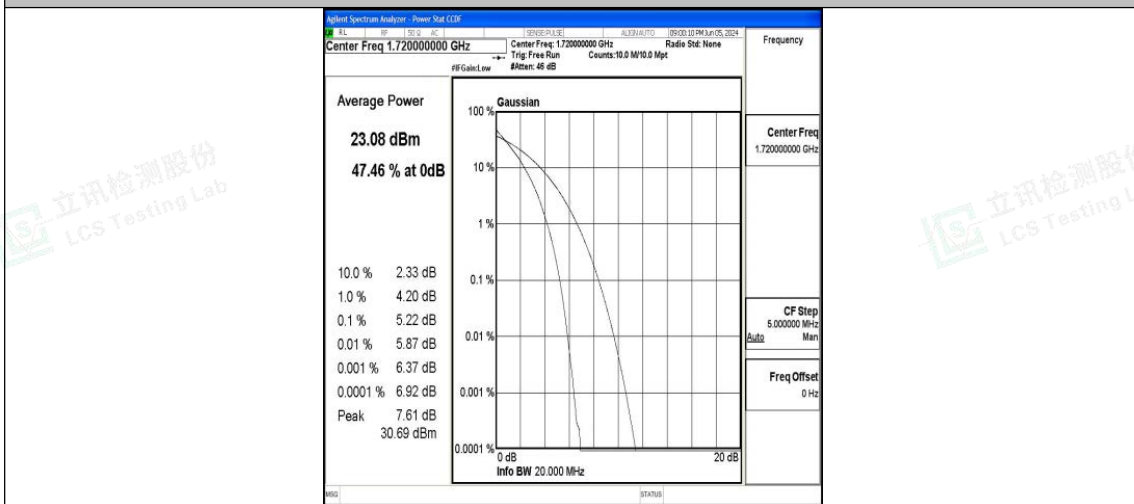 Agilent Spectrum Analyzer - Power Stat CCDF
RL RF 50 Ω AC SENSE:PULSE ALIGN AUTO 09:00:10 PM Jun 05, 2024
Center Freq 1.720000000 GHz
Center Freq: 1.720000000 GHz Radio Std: None
Trig: Free Run Counts:10.0 M/10.0 Mpt
#IFGain:Low #Atten: 46 dB
Frequency
Average Power
23.08 dBm
47.46 % at 0dB
10.0 % 2.33 dB
1.0 % 4.20 dB
0.1 % 5.22 dB
0.01 % 5.87 dB
0.001 % 6.37 dB
0.0001 % 6.92 dB
Peak 7.61 dB
30.69 dBm
Gaussian
100 %
10 %
1 %
0.1 %
0.01 %
0.001 %
0.0001 %
0 dB 20 dB
Info BW 20.000 MHz
Center Freq
1.720000000 GHz
CF Step
5.000000 MHz
Auto Man
Freq Offset
0 Hz
MSG STATUS
立讯检测股份
LCS Testing Lab
立讯检测股份
LCS Testing L